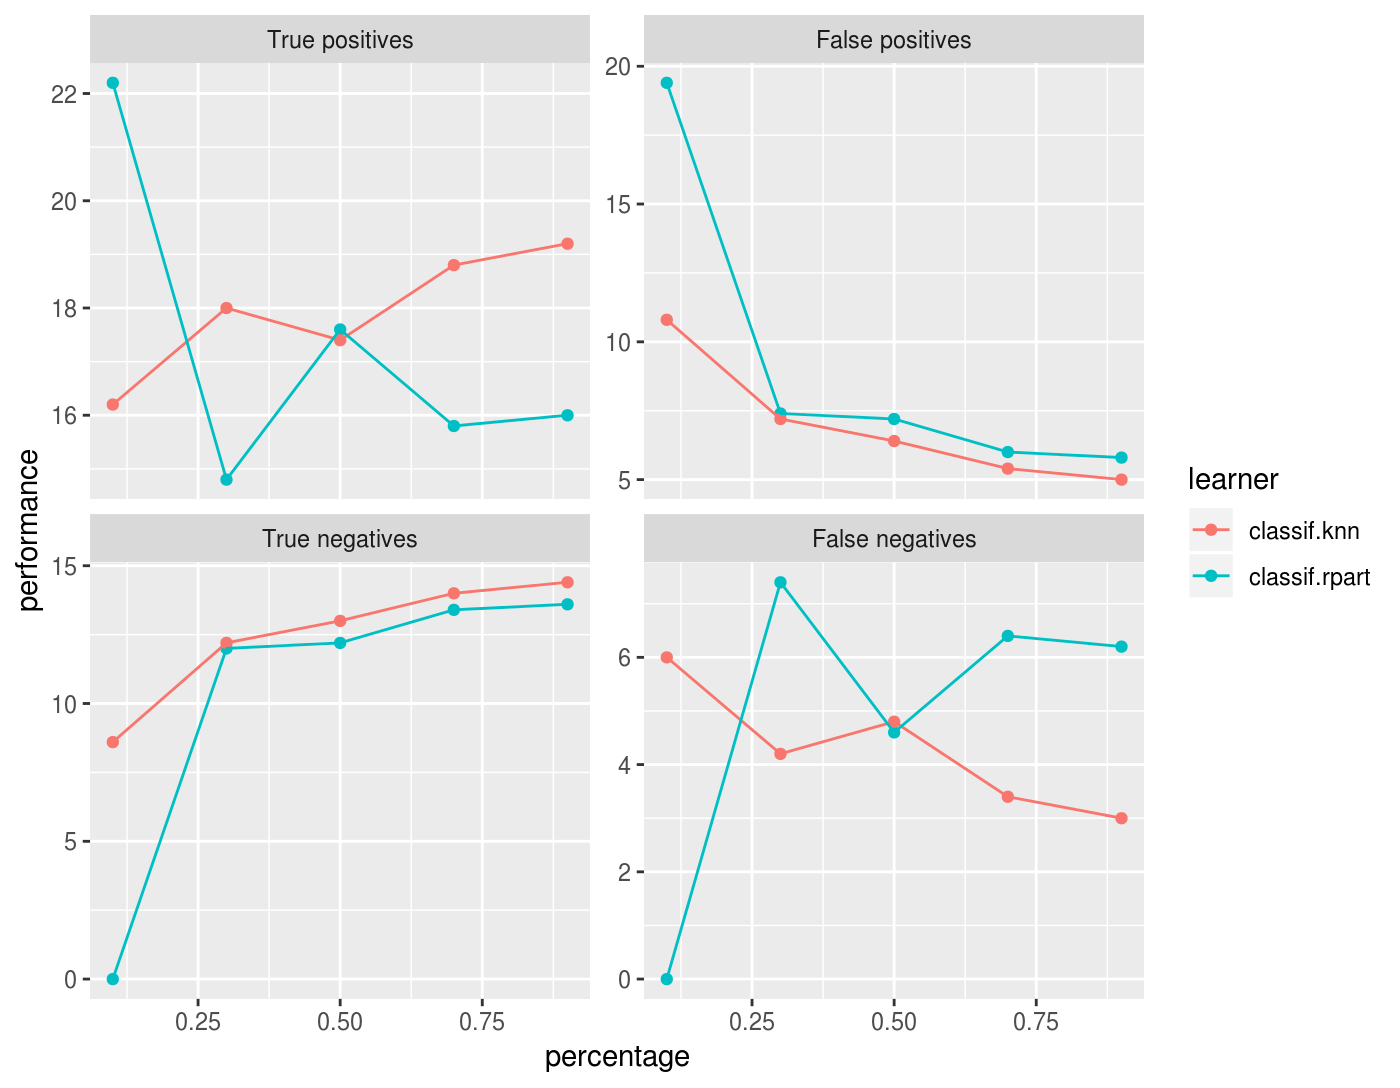 True positives
False positives
22
20
18
16
20
15
10
5
performance
True negatives
False negatives
15
10
5
0
6
4
2
0
0.25
0.50
0.75
0.25
0.50
0.75
percentage
learner
classif.knn
classif.rpart